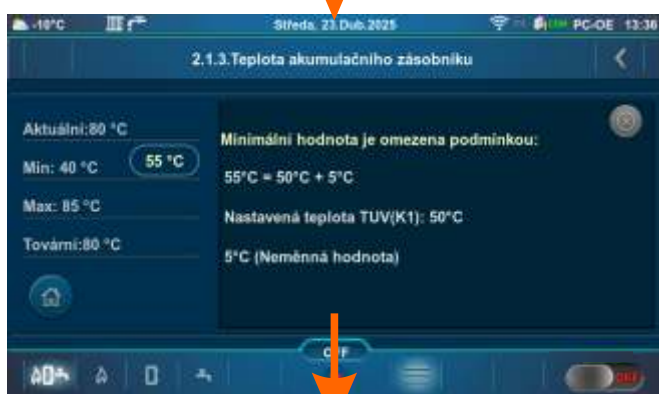 -10°C Středa, 23.Dub.2025 PC-OE 13:36
2.1.3.Teplota akumulačního zásobníku
Aktuální:80 °C
Min: 40 °C 55 °C
Max: 85 °C
Tovární:80 °C
Minimální hodnota je omezena podmínkou:
55°C = 50°C + 5°C
Nastavená teplota TUV(K1): 50°C
5°C (Neměnná hodnota)
OFF